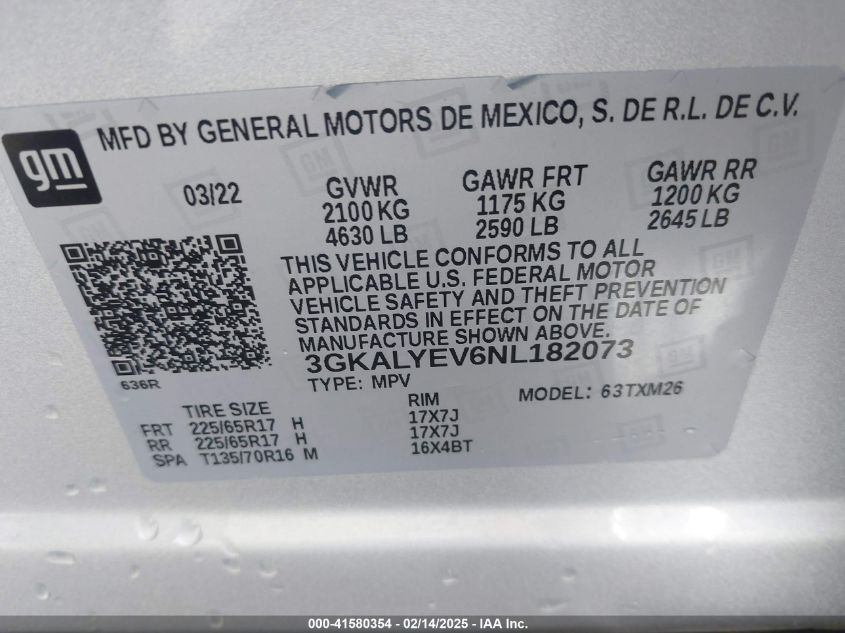 gm
MFD BY GENERAL MOTORS DE MEXICO, S. DE R.L. DE C.V.
03/22
GVWR
2100 KG
4630 LB
GAWR FRT
1175 KG
2590 LB
GAWR RR
1200 KG
2645 LB
THIS VEHICLE CONFORMS TO ALL
APPLICABLE U.S. FEDERAL MOTOR
VEHICLE SAFETY AND THEFT PREVENTION
STANDARDS IN EFFECT ON THE DATE OF
MANUFACTURE SHOWN ABOVE.
3GKALYEV6NL182073
636R
TYPE: MPV
MODEL: 63TXM26
TIRE SIZE RIM
FRT 225/65R17 H 17X7J
RR 225/65R17 H 17X7J
SPA T135/70R16 M 16X4BT
000-41580354 - 02/14/2025 - IAA Inc.